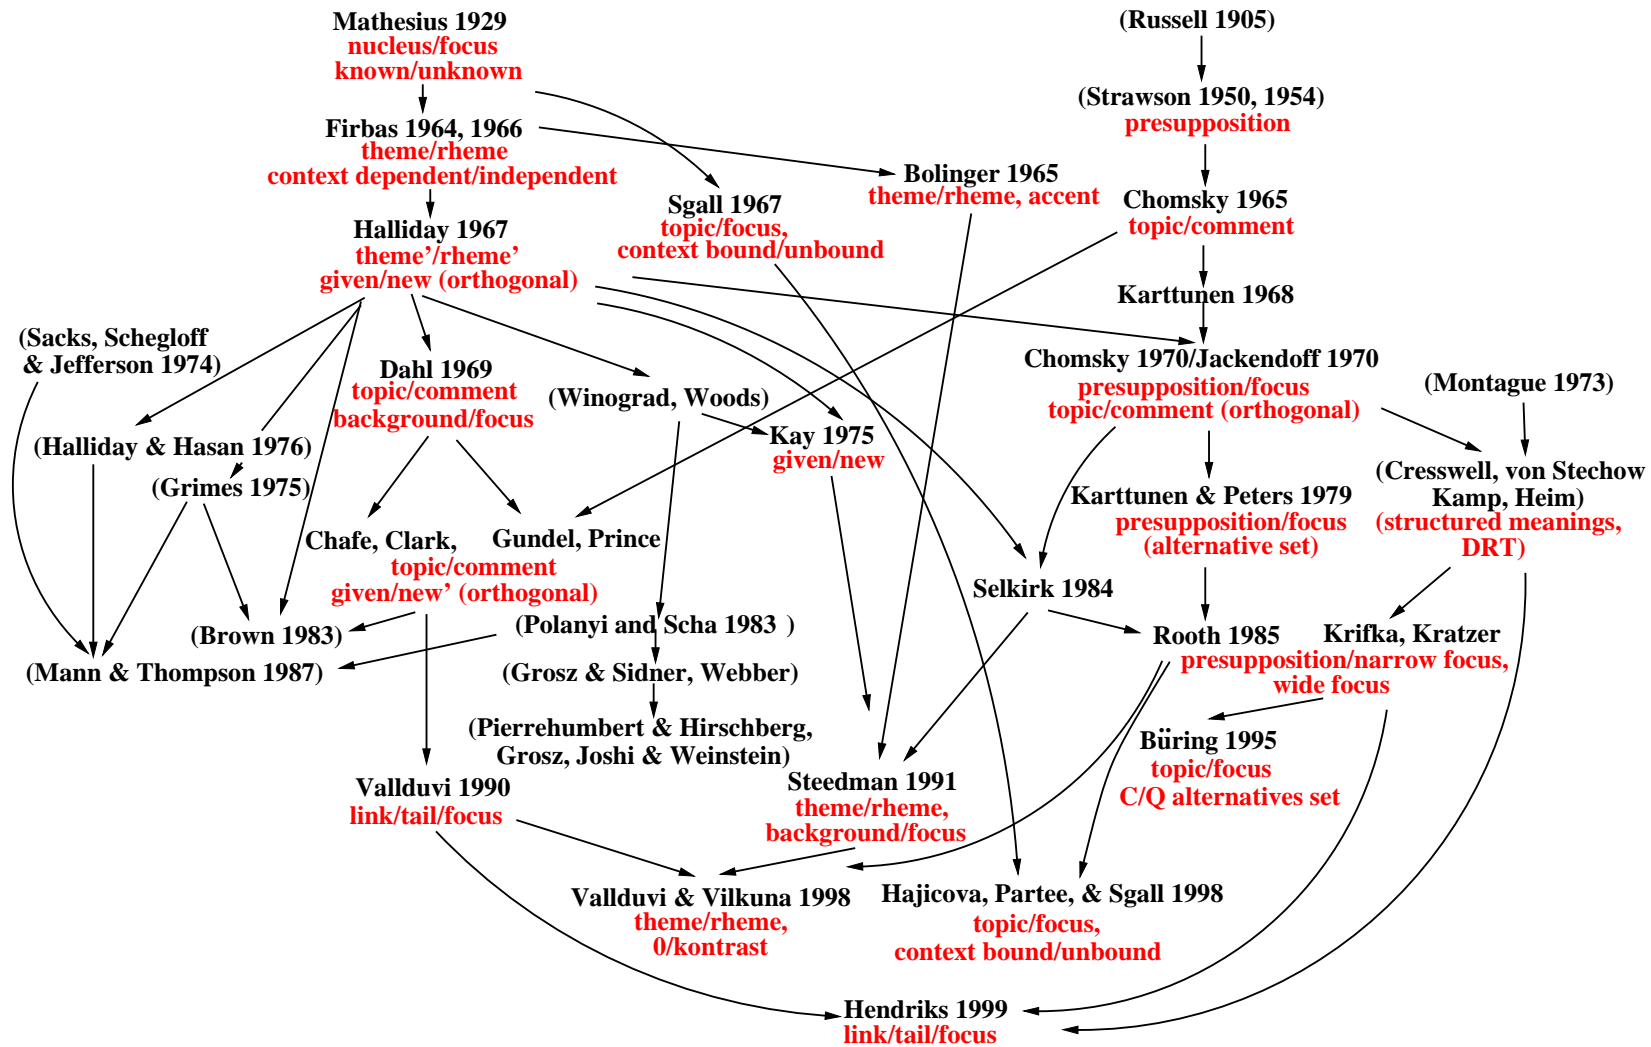 Mathesius 1929
nucleus/focus
known/unknown
(Russell 1905)
(Strawson 1950, 1954)
presupposition
Firbas 1964, 1966
theme/rheme
context dependent/independent
Bolinger 1965
theme/rheme, accent
Sgall 1967
topic/focus,
context bound/unbound
Chomsky 1965
topic/comment
Halliday 1967
theme’/rheme’
given/new (orthogonal)
Karttunen 1968
(Sacks, Schegloff
& Jefferson 1974)
Dahl 1969
topic/comment
background/focus
(Winograd, Woods)
Chomsky 1970/Jackendoff 1970
presupposition/focus
topic/comment (orthogonal)
(Montague 1973)
(Halliday & Hasan 1976)
(Grimes 1975)
Kay 1975
given/new
(Cresswell, von Stechow
Kamp, Heim)
(structured meanings,
DRT)
Karttunen & Peters 1979
presupposition/focus
(alternative set)
Chafe, Clark,
Gundel, Prince
topic/comment
given/new’ (orthogonal)
Selkirk 1984
(Brown 1983)
(Polanyi and Scha 1983 )
Rooth 1985
Krifka, Kratzer
presupposition/narrow focus,
wide focus
(Mann & Thompson 1987)
(Grosz & Sidner, Webber)
(Pierrehumbert & Hirschberg,
Grosz, Joshi & Weinstein)
Büring 1995
topic/focus
C/Q alternatives set
Vallduvi 1990
link/tail/focus
Steedman 1991
theme/rheme,
background/focus
Vallduvi & Vilkuna 1998
theme/rheme,
0/kontrast
Hajicova, Partee, & Sgall 1998
topic/focus,
context bound/unbound
Hendriks 1999
link/tail/focus